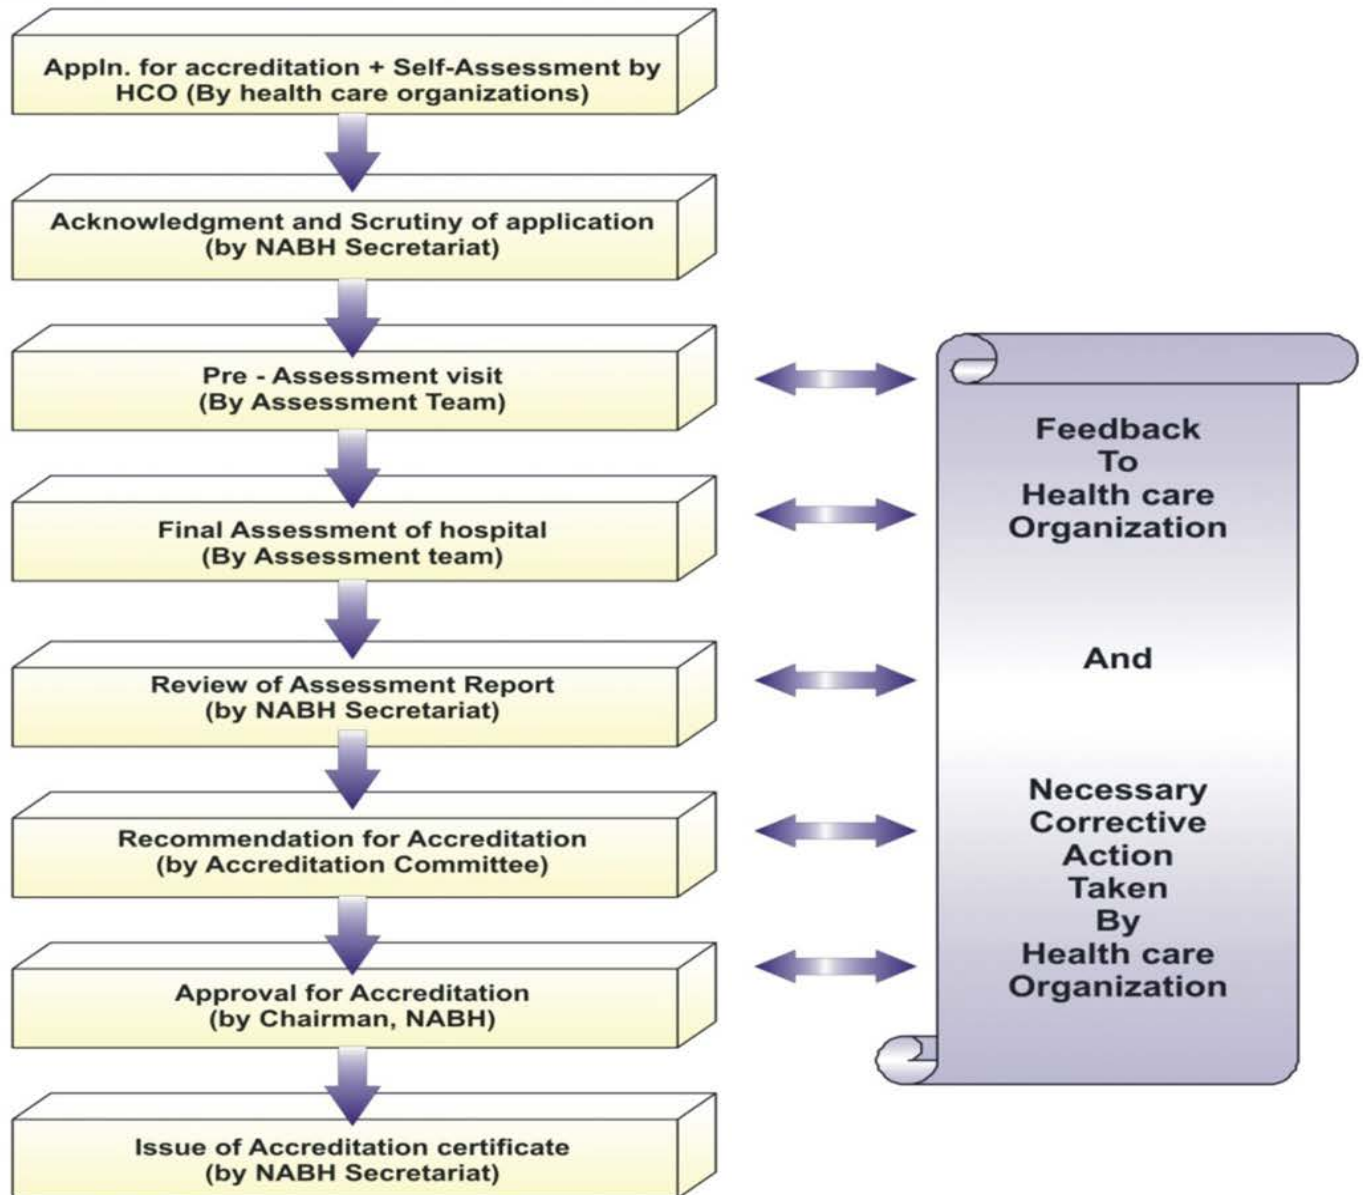 Appln. for accreditation + Self-Assessment by
HCO (By health care organizations)
Acknowledgment and Scrutiny of application
(by NABH Secretariat)
Pre - Assessment visit
(By Assessment Team)
Final Assessment of hospital
(By Assessment team)
Review of Assessment Report
(by NABH Secretariat)
Recommendation for Accreditation
(by Accreditation Committee)
Approval for Accreditation
(by Chairman, NABH)
Issue of Accreditation certificate
(by NABH Secretariat)
Feedback
To
Health care
Organization
And
Necessary
Corrective
Action
Taken
By
Health care
Organization